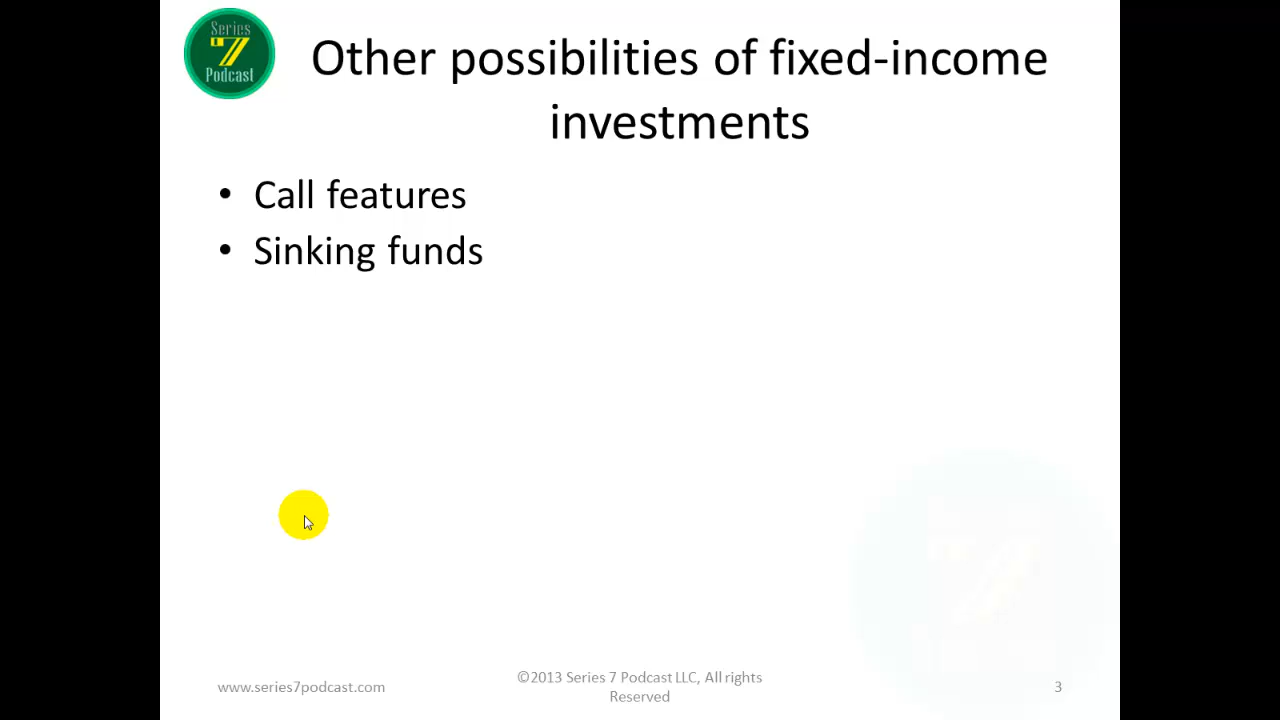 Series
7
Podcast
Other possibilities of fixed-income
investments
• Call features
• Sinking funds
www.series7podcast.com
©2013 Series 7 Podcast LLC, All rights
Reserved
3